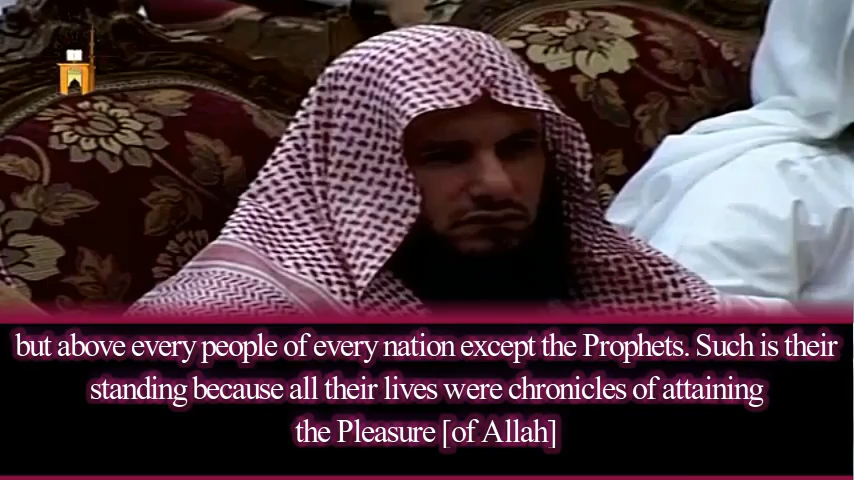 but above every people of every nation except the Prophets. Such is their
standing because all their lives were chronicles of attaining
the Pleasure [of Allah]